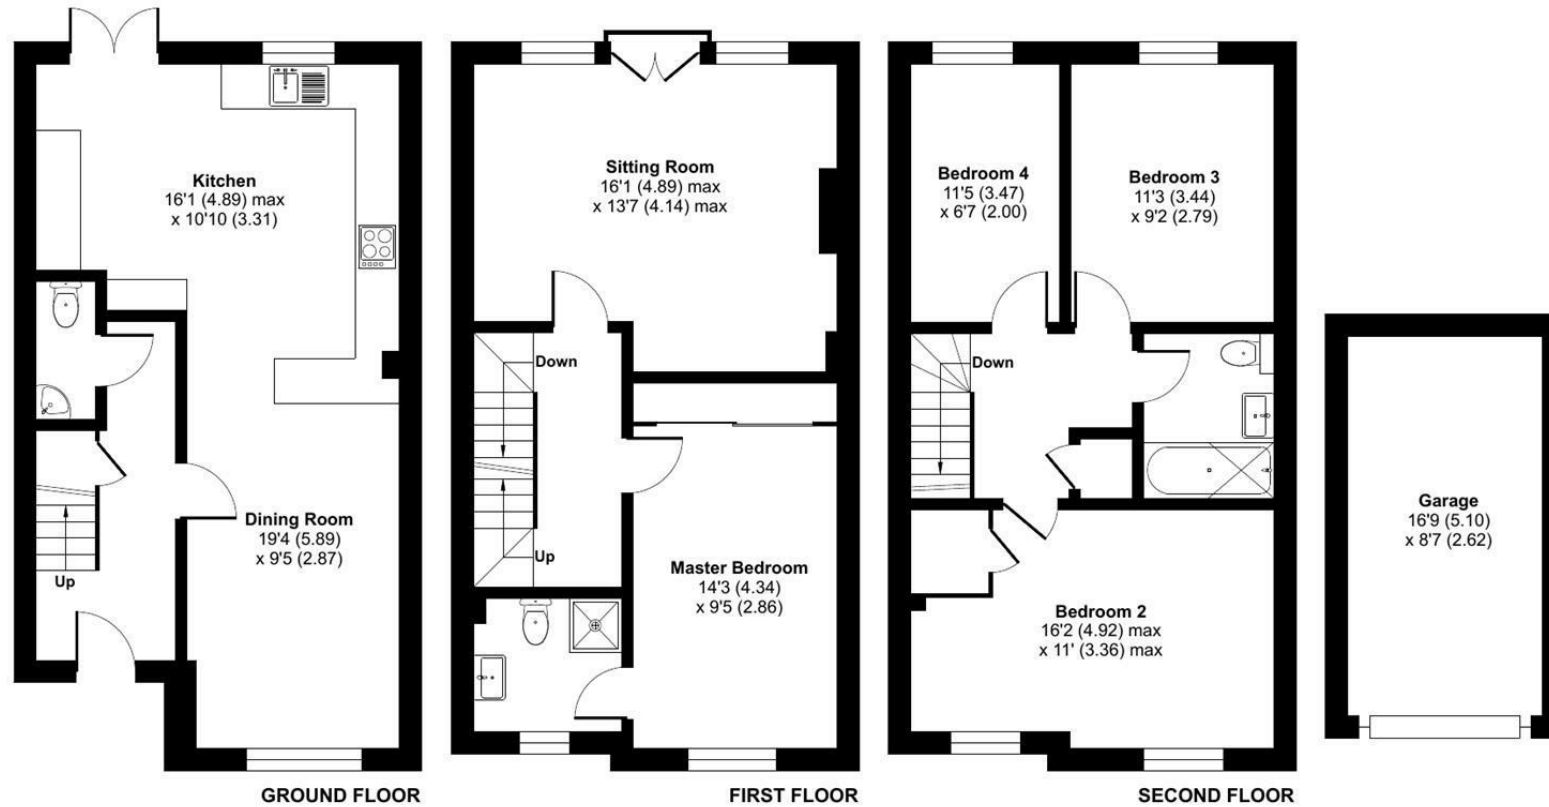 Kitchen
16'1 (4.89) max
x 10'10 (3.31)
Dining Room
19'4 (5.89)
x 9'5 (2.87)
Up
GROUND FLOOR
Sitting Room
16'1 (4.89) max
x 13'7 (4.14) max
Down
Up
Master Bedroom
14'3 (4.34)
x 9'5 (2.86)
FIRST FLOOR
Bedroom 4
11'5 (3.47)
x 6'7 (2.00)
Bedroom 3
11'3 (3.44)
x 9'2 (2.79)
Down
Bedroom 2
16'2 (4.92) max
x 11' (3.36) max
SECOND FLOOR
Garage
16'9 (5.10)
x 8'7 (2.62)